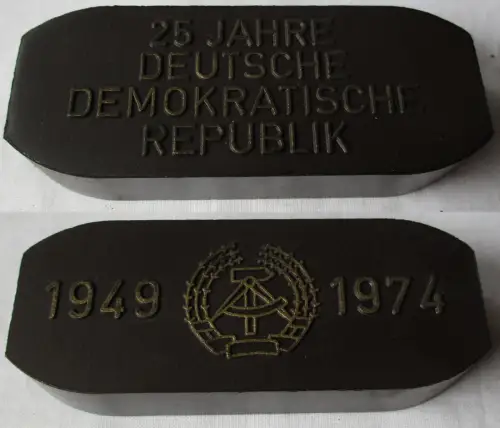 25 JAHRE
DEUTSCHE
DEMOKRATISCHE
REPUBLIK
1949 1974